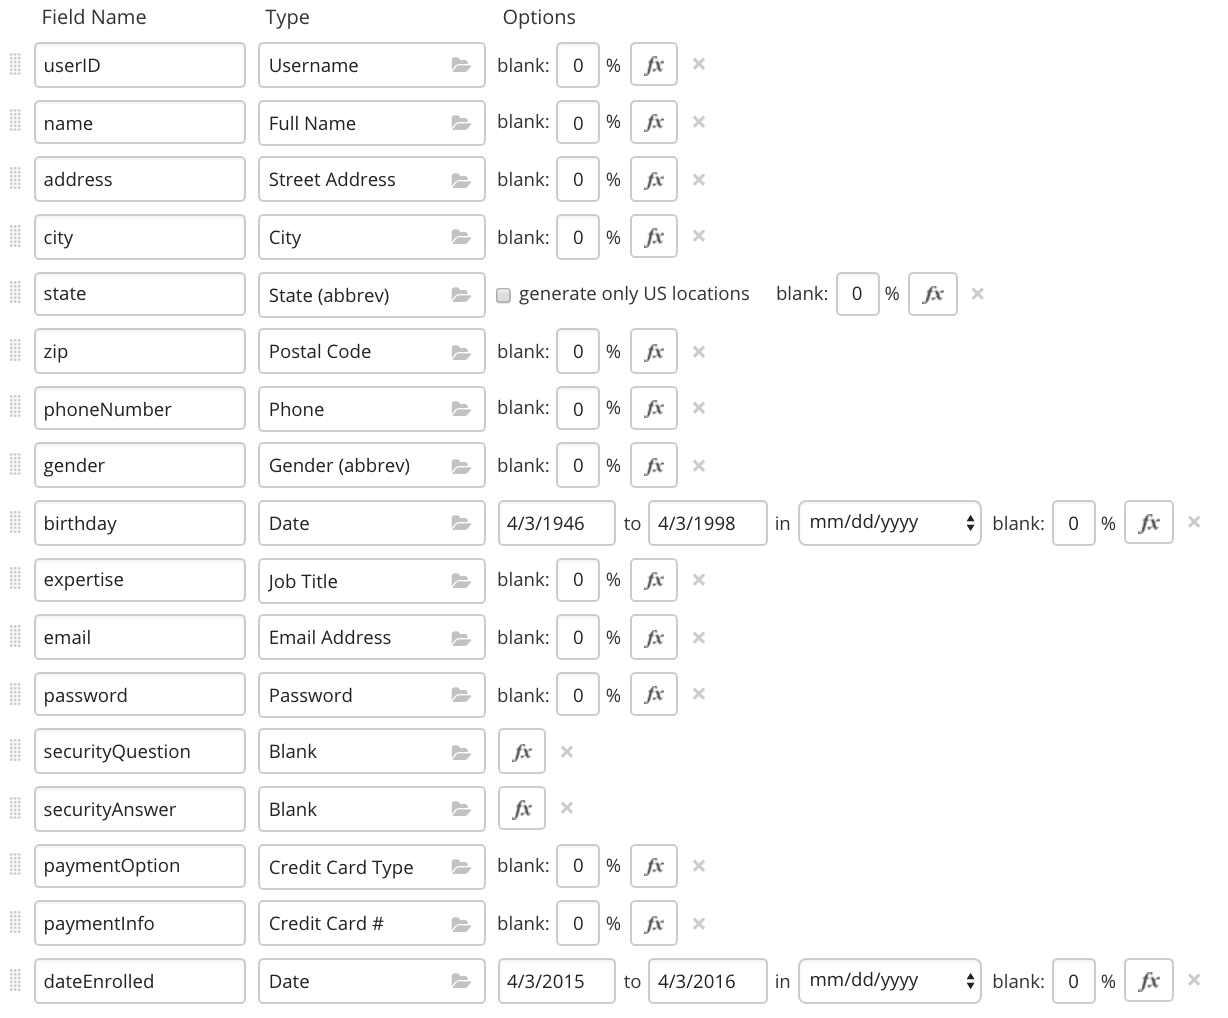 Field Name Type Options
userID Username blank: 0 % fx ×
name Full Name blank: 0 % fx ×
address Street Address blank: 0 % fx ×
city City blank: 0 % fx ×
state State (abbrev) generate only US locations blank: 0 % fx ×
zip Postal Code blank: 0 % fx ×
phoneNumber Phone blank: 0 % fx ×
gender Gender (abbrev) blank: 0 % fx ×
birthday Date 4/3/1946 to 4/3/1998 in mm/dd/yyyy blank: 0 % fx ×
expertise Job Title blank: 0 % fx ×
email Email Address blank: 0 % fx ×
password Password blank: 0 % fx ×
securityQuestion Blank fx ×
securityAnswer Blank fx ×
paymentOption Credit Card Type blank: 0 % fx ×
paymentInfo Credit Card # blank: 0 % fx ×
dateEnrolled Date 4/3/2015 to 4/3/2016 in mm/dd/yyyy blank: 0 % fx ×